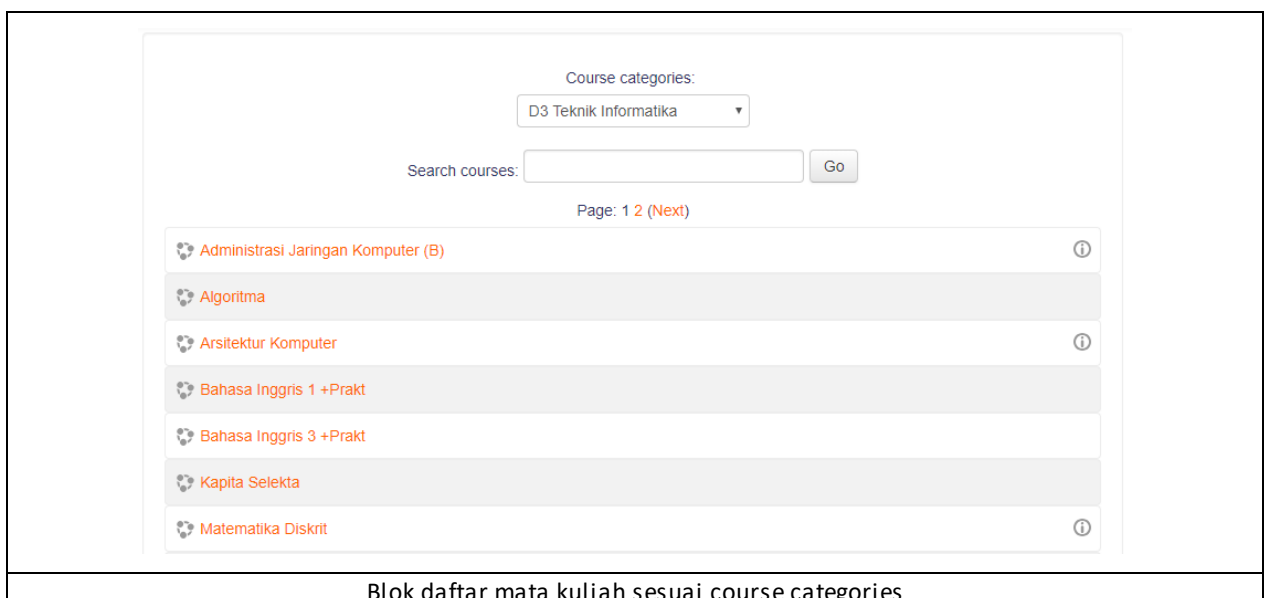 Course categories:
D3 Teknik Informatika
Search courses: Go
Page: 1 2 (Next)
Administrasi Jaringan Komputer (B)
Algoritma
Arsitektur Komputer
Bahasa Inggris 1 +Prakt
Bahasa Inggris 3 +Prakt
Kapita Selekta
Matematika Diskrit
Blok daftar mata kuliah sesuai course categories